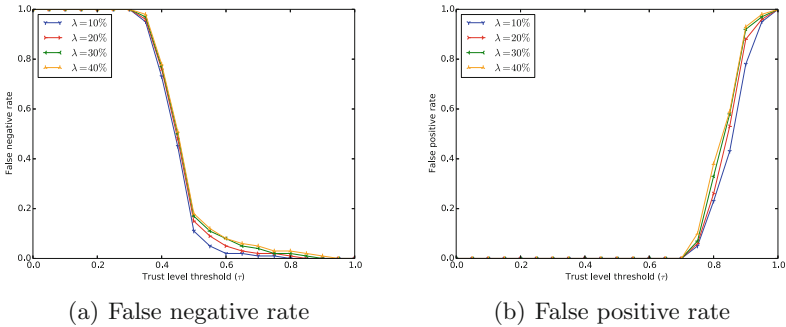 False negative rate
1.0
0.8
0.6
0.4
0.2
0.0
0.0 0.2 0.4 0.6 0.8 1.0
Trust level threshold (τ)
λ=10%
λ=20%
λ=30%
λ=40%
(a) False negative rate
False positive rate
1.0
0.8
0.6
0.4
0.2
0.0
0.0 0.2 0.4 0.6 0.8 1.0
Trust level threshold (τ)
λ=10%
λ=20%
λ=30%
λ=40%
(b) False positive rate